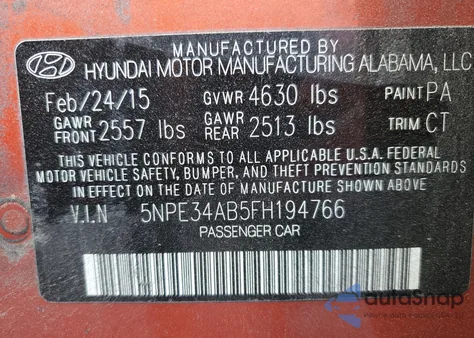 MANUFACTURED BY
HYUNDAI MOTOR MANUFACTURING ALABAMA, LLC
Feb/24/15 GVWR 4630 lbs PAINT PA
GAWR FRONT 2557 lbs GAWR REAR 2513 lbs TRIM CT
THIS VEHICLE CONFORMS TO ALL APPLICABLE U.S.A. FEDERAL
MOTOR VEHICLE SAFETY, BUMPER, AND THEFT PREVENTION
STANDARDS IN EFFECT ON THE DATE OF MANUFACTURE SHOWN ABOVE.
V.I.N 5NPE34AB5FH194766
PASSENGER CAR
autoSnap